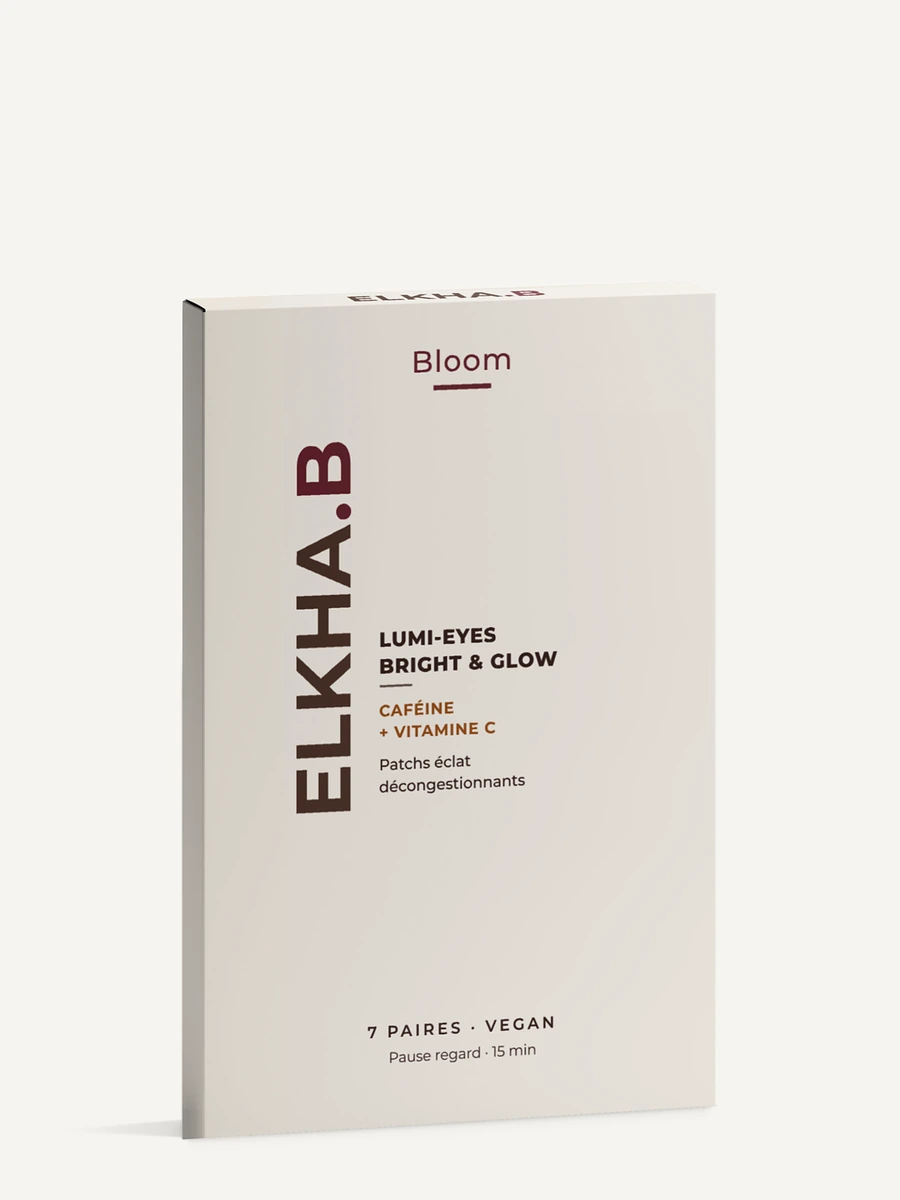 ELKHA.B
Bloom
ELKHA.B
LUMI-EYES
BRIGHT & GLOW
CAFÉINE
+ VITAMINE C
Patchs éclat
décongestionnants
7 PAIRES · VEGAN
Pause regard · 15 min